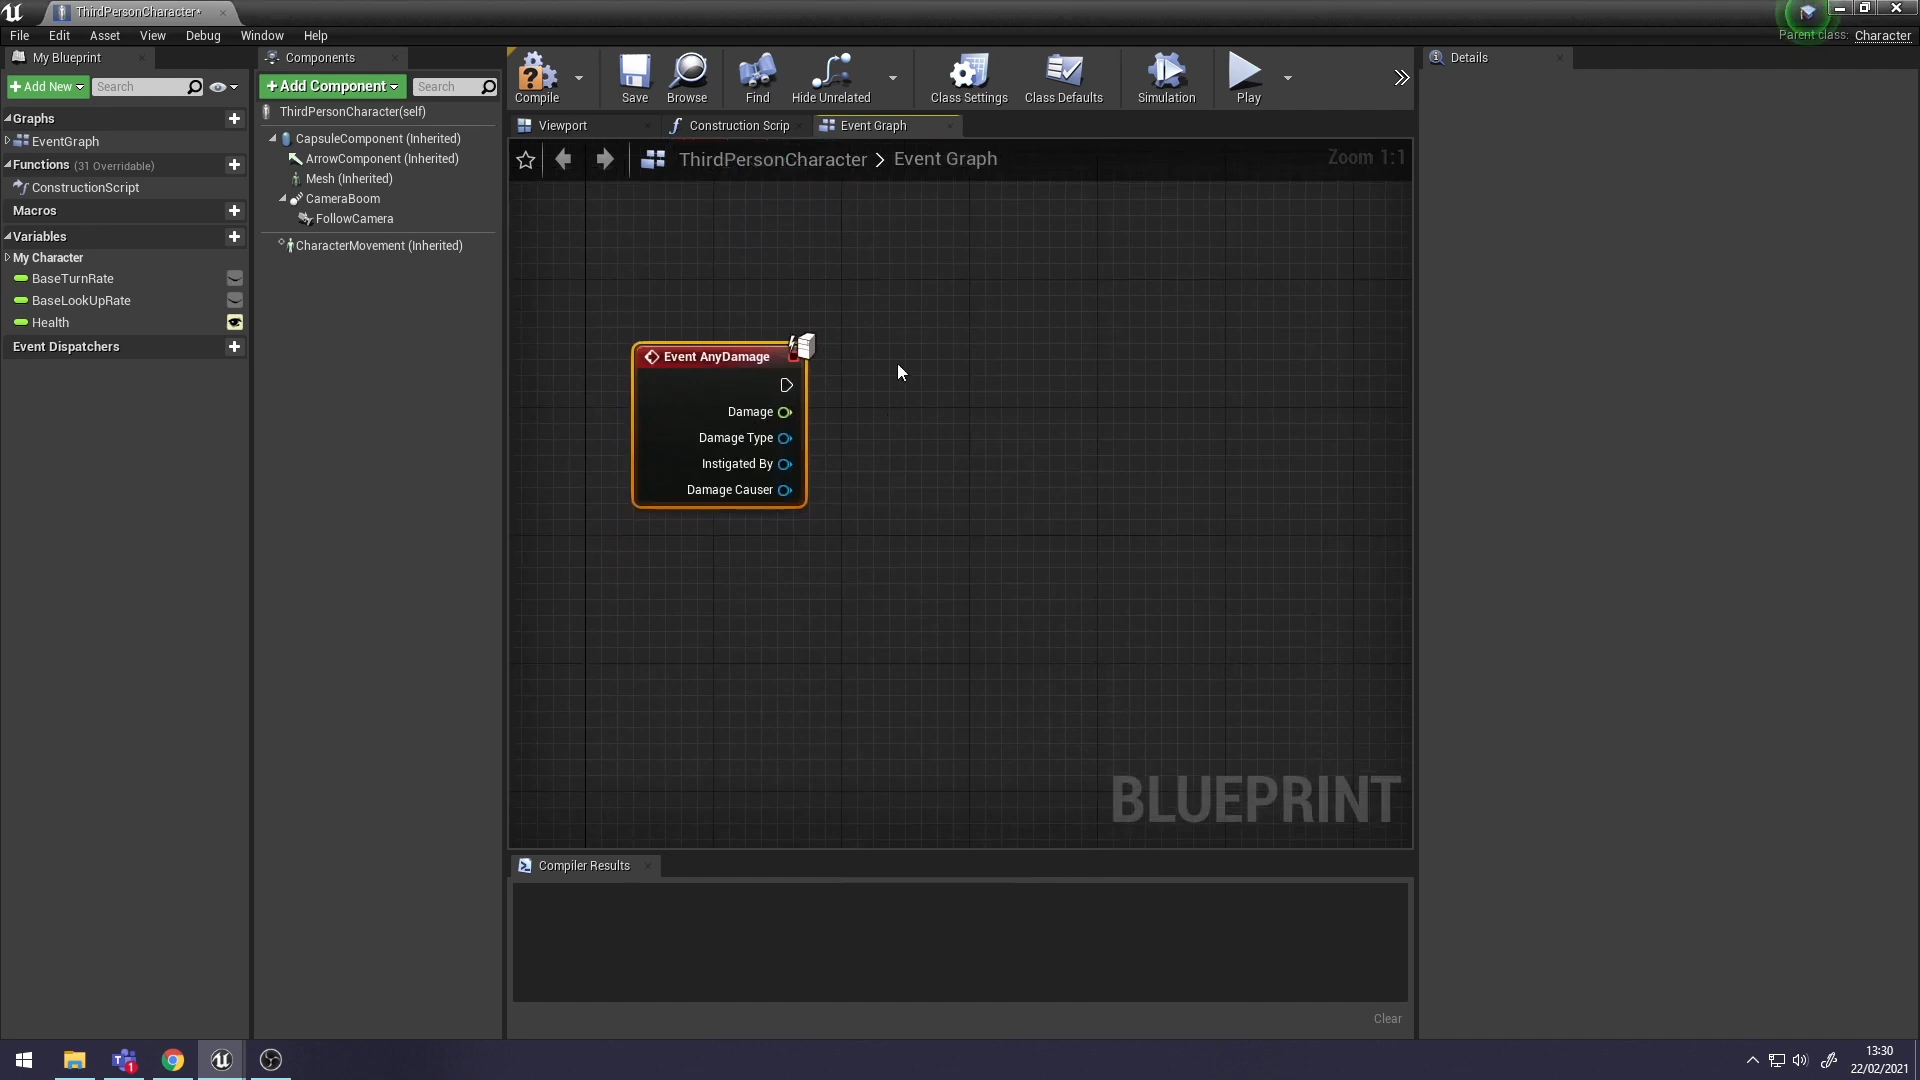 ThirdPersonCharacter*
File Edit Asset View Debug Window Help
Parent class: Character
My Blueprint
Components
Details
+Add New
Search
+Add Component
Search
Compile
Save
Browse
Find
Hide Unrelated
Class Settings
Class Defaults
Simulation
Play
ThirdPersonCharacter(self)
Graphs
EventGraph
Functions (31 Overridable)
ConstructionScript
Macros
Variables
My Character
BaseTurnRate
BaseLookUpRate
Health
Event Dispatchers
CapsuleComponent (Inherited)
ArrowComponent (Inherited)
Mesh (Inherited)
CameraBoom
FollowCamera
CharacterMovement (Inherited)
Viewport
Construction Scrip
Event Graph
ThirdPersonCharacter > Event Graph
Zoom 1:1
Event AnyDamage
Damage
Damage Type
Instigated By
Damage Causer
BLUEPRINT
Compiler Results
Clear
1
13:30
22/02/2021